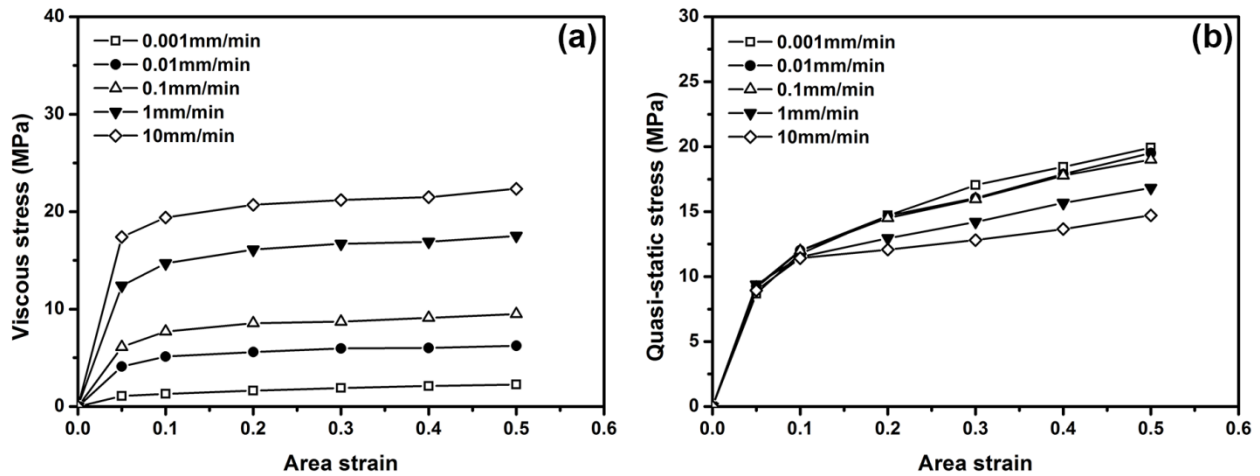 (a)
0.001mm/min
0.01mm/min
0.1mm/min
1mm/min
10mm/min
Viscous stress (MPa)
40
30
20
10
0
0.0 0.1 0.2 0.3 0.4 0.5 0.6
Area strain
(b)
0.001mm/min
0.01mm/min
0.1mm/min
1mm/min
10mm/min
Quasi-static stress (MPa)
30
25
20
15
10
5
0
0.0 0.1 0.2 0.3 0.4 0.5 0.6
Area strain